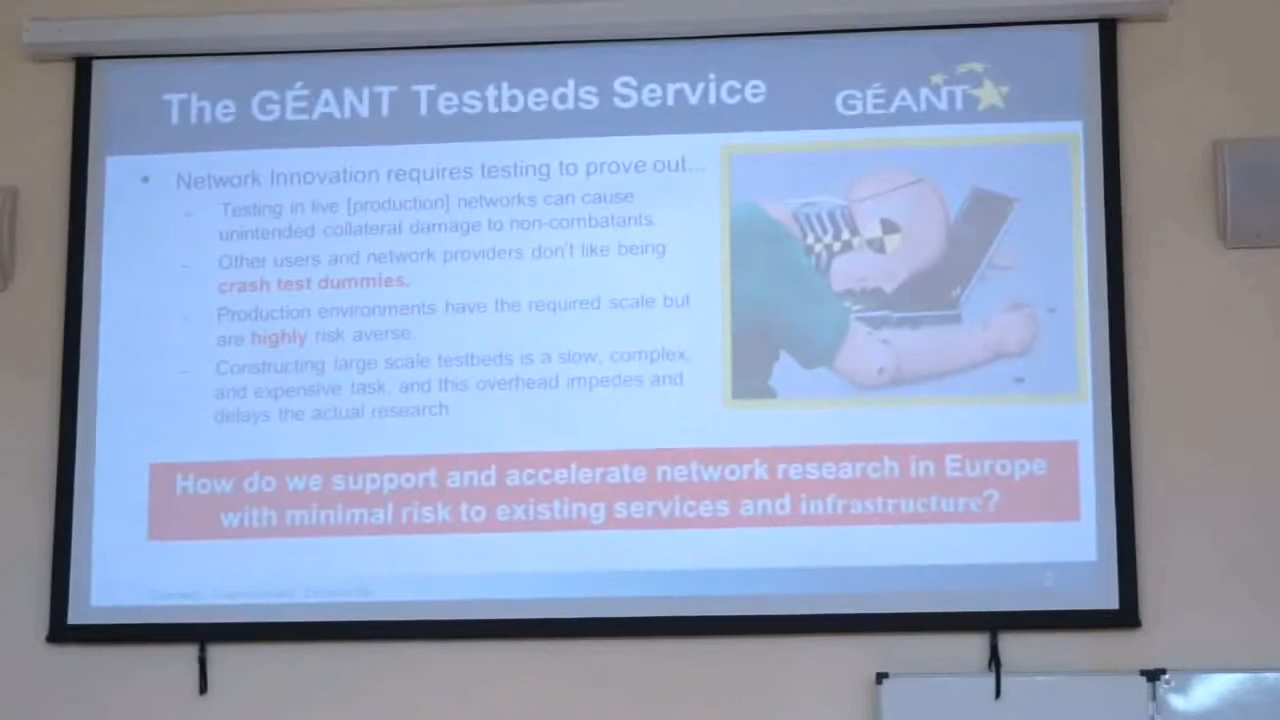 The GÉANT Testbeds Service
GÉANT
• Network Innovation requires testing to prove out...
– Testing in live [production] networks can cause
unintended collateral damage to non-combatants.
– Other users and network providers don't like being
crash test dummies.
– Production environments have the required scale but
are highly risk averse.
– Constructing large scale testbeds is a slow, complex,
and expensive task, and this overhead impedes and
delays the actual research
How do we support and accelerate network research in Europe
with minimal risk to existing services and infrastructure?
2